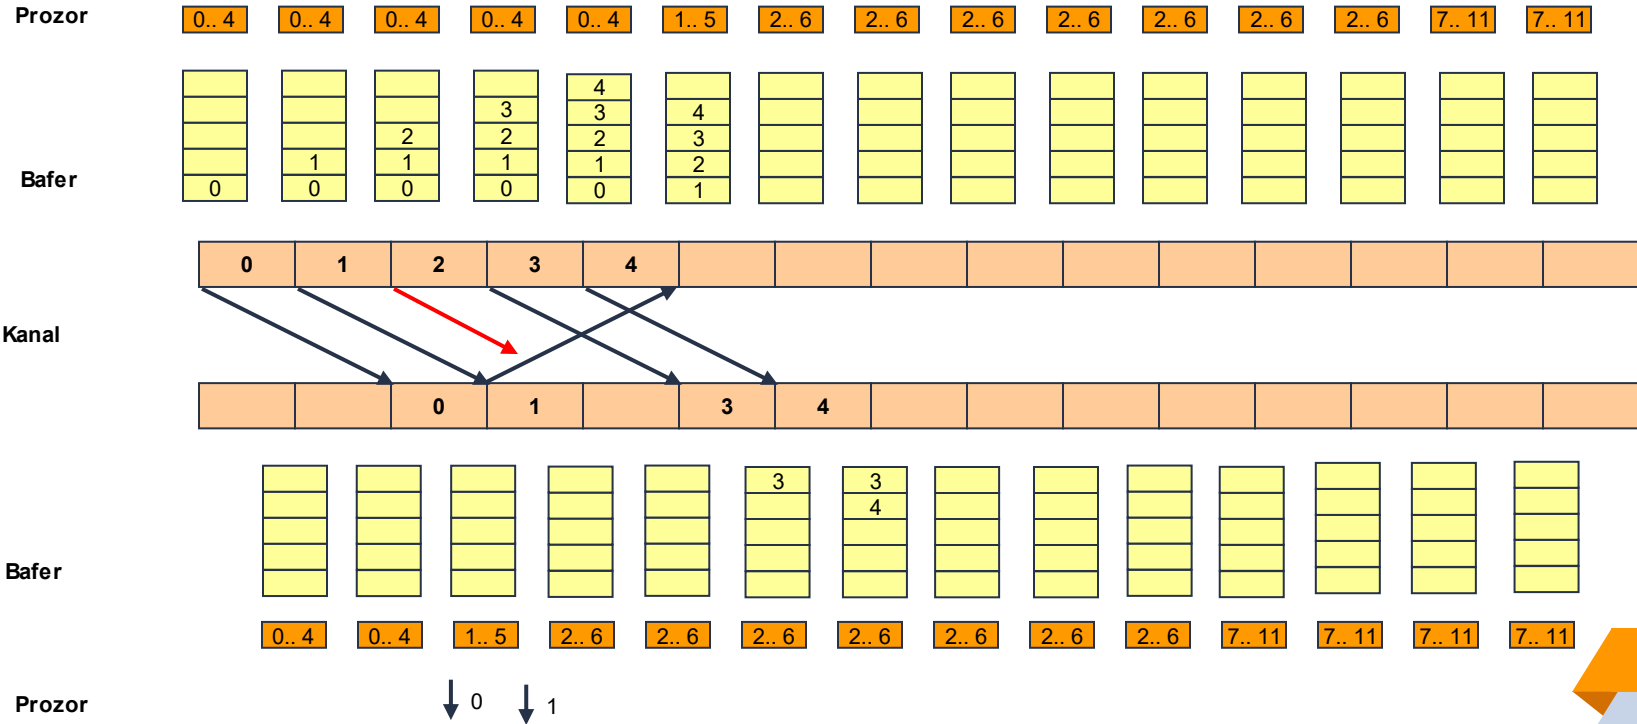 Prozor 0.. 4 0.. 4 0.. 4 0.. 4 0.. 4 1.. 5 2.. 6 2.. 6 2.. 6 2.. 6 2.. 6 2.. 6 2.. 6 7.. 11 7.. 11
4
3 3 4
2 2 2 3
1 1 1 1 2
Bafer 0 0 0 0 0 1
0 1 2 3 4
Kanal
0 1 3 4
3 3
4
Bafer
0.. 4 0.. 4 1.. 5 2.. 6 2.. 6 2.. 6 2.. 6 2.. 6 2.. 6 2.. 6 7.. 11 7.. 11 7.. 11 7.. 11
Prozor 0 1